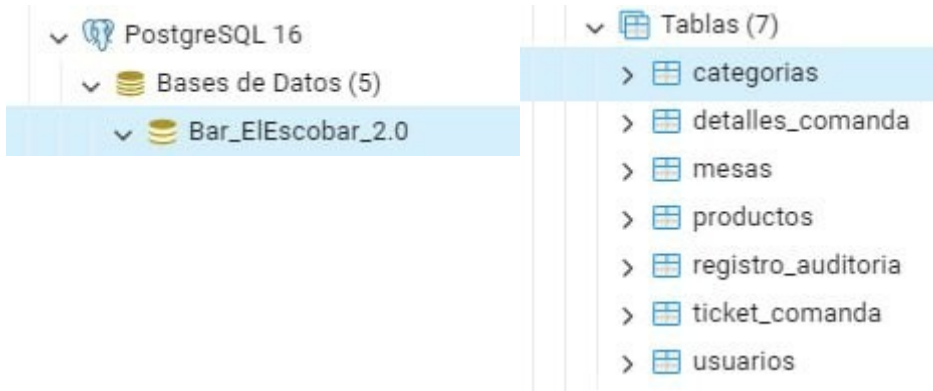 PostgreSQL 16
Bases de Datos (5)
Bar_ElEscobar_2.0
Tablas (7)
categorias
detalles_comanda
mesas
productos
registro_auditoria
ticket_comanda
usuarios